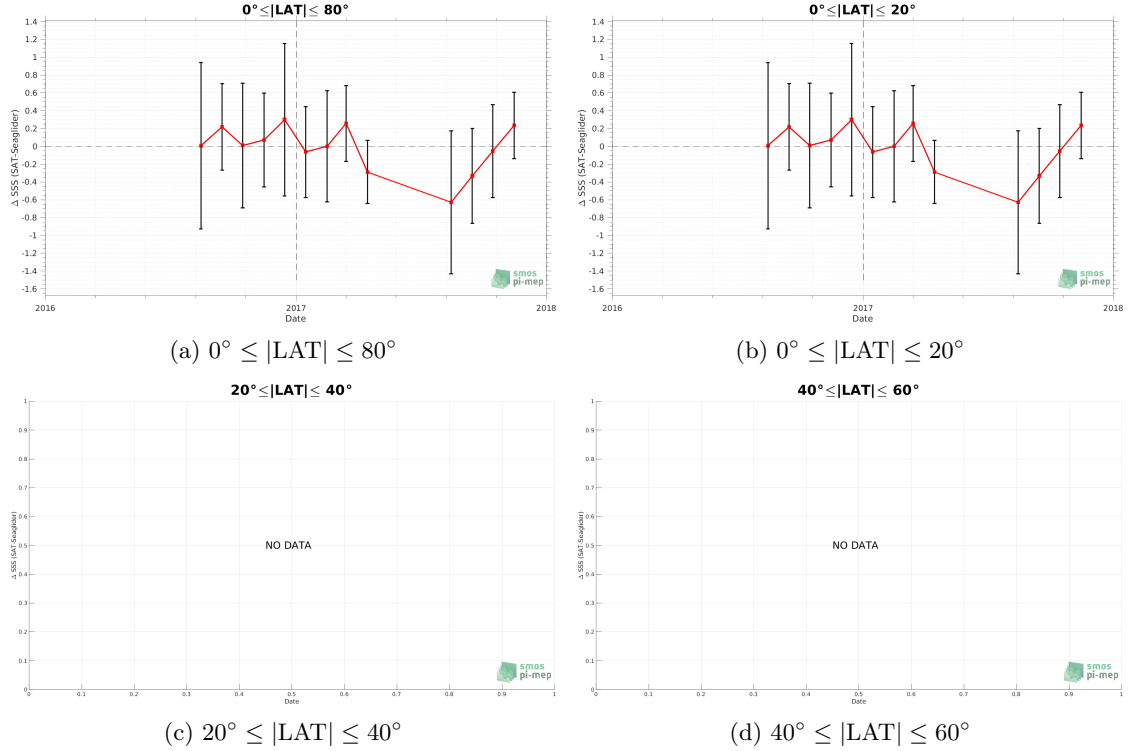 0°≤|LAT|≤ 80°
Δ SSS (SAT-Seaglider)
1.4
1.2
1
0.8
0.6
0.4
0.2
0
-0.2
-0.4
-0.6
-0.8
-1
-1.2
-1.4
-1.6
2016
2017
2018
Date
smos
pi-mep
(a) 0° ≤ |LAT| ≤ 80°
0°≤|LAT|≤ 20°
Δ SSS (SAT-Seaglider)
1.4
1.2
1
0.8
0.6
0.4
0.2
0
-0.2
-0.4
-0.6
-0.8
-1
-1.2
-1.4
-1.6
2016
2017
2018
Date
smos
pi-mep
(b) 0° ≤ |LAT| ≤ 20°
20°≤|LAT|≤ 40°
Δ SSS (SAT-Seaglider)
1
0.9
0.8
0.7
0.6
0.5
0.4
0.3
0.2
0.1
0
NO DATA
smos
pi-mep
0 0.1 0.2 0.3 0.4 0.5 0.6 0.7 0.8 0.9 1
Date
(c) 20° ≤ |LAT| ≤ 40°
40°≤|LAT|≤ 60°
Δ SSS (SAT-Seaglider)
1
0.9
0.8
0.7
0.6
0.5
0.4
0.3
0.2
0.1
0
NO DATA
smos
pi-mep
0 0.1 0.2 0.3 0.4 0.5 0.6 0.7 0.8 0.9 1
Date
(d) 40° ≤ |LAT| ≤ 60°